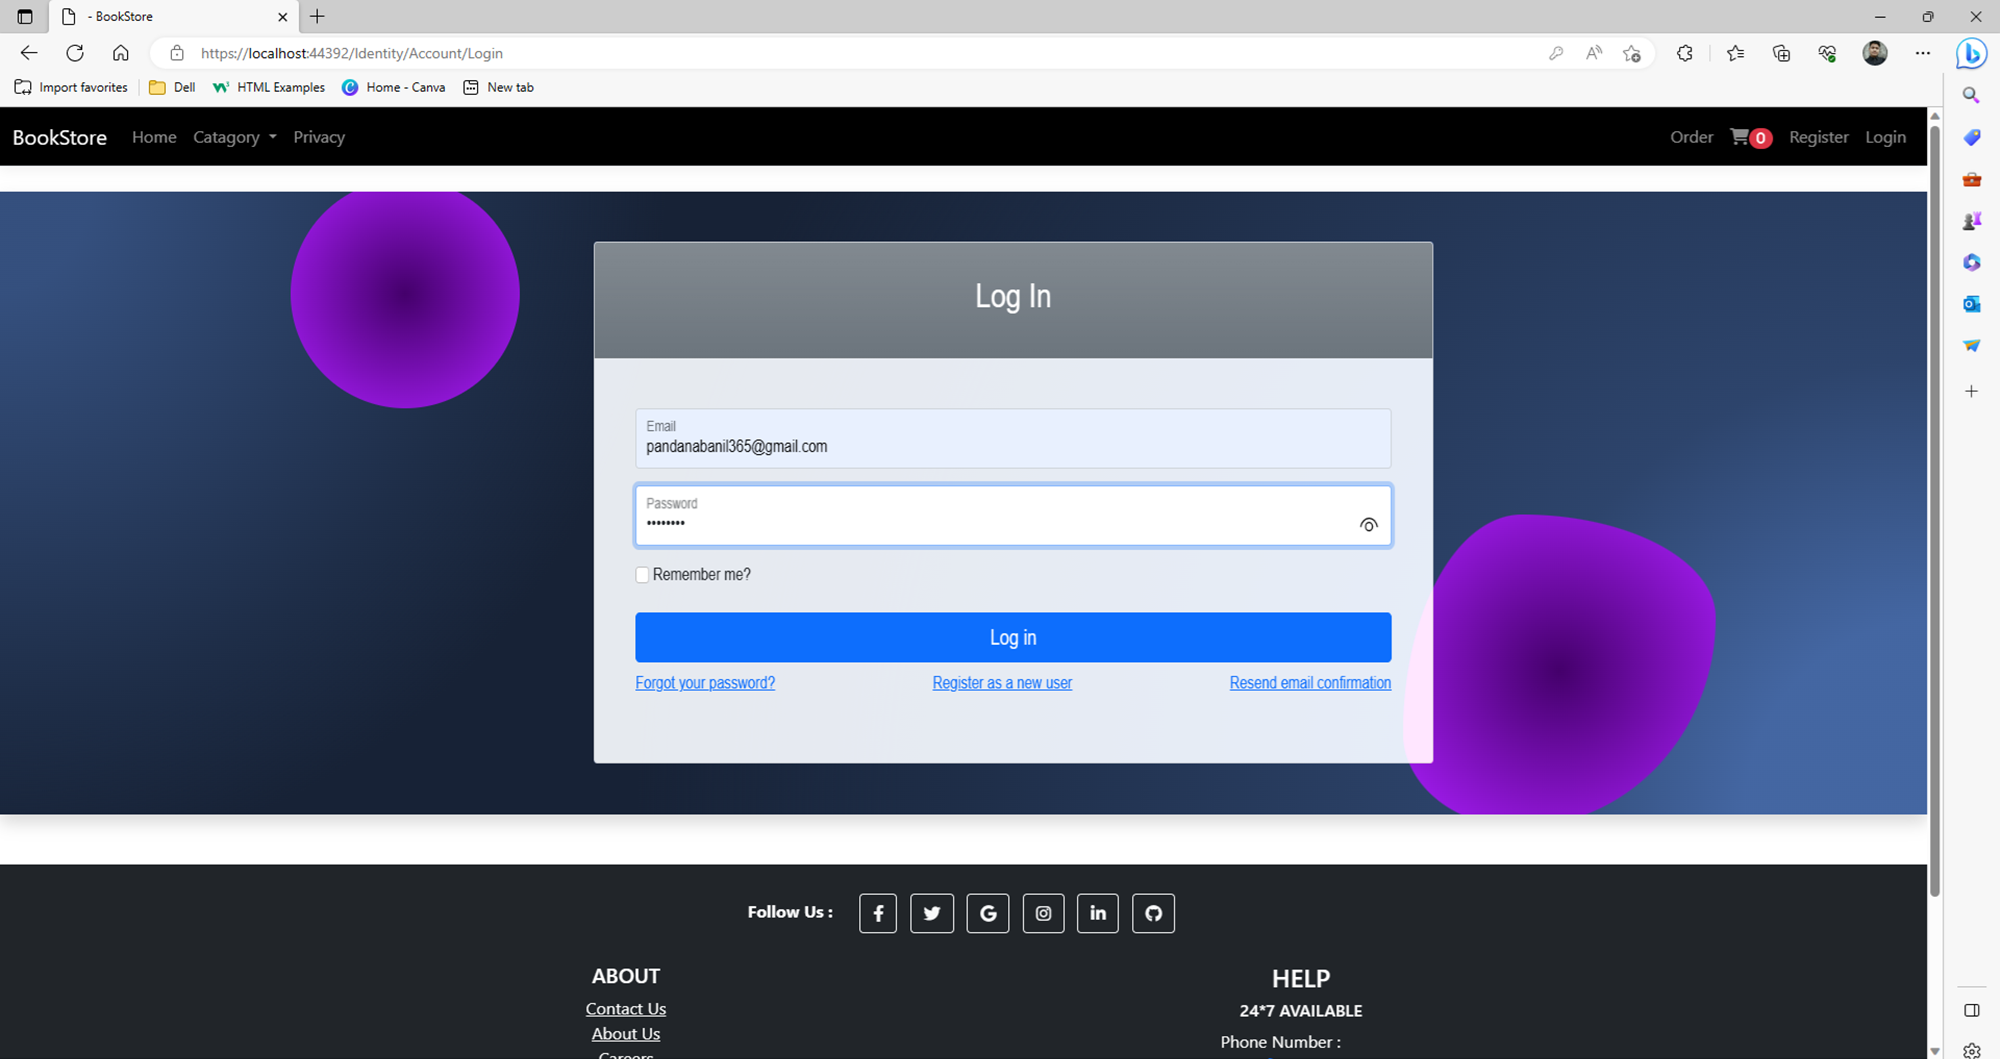 - BookStore
https://localhost:44392/Identity/Account/Login
Import favorites Dell HTML Examples Home - Canva New tab
BookStore Home Catagory Privacy Order 0 Register Login
Log In
Email
pandanabanil365@gmail.com
Password
••••••••
Remember me?
Log in
Forgot your password? Register as a new user Resend email confirmation
Follow Us :
ABOUT
HELP
Contact Us
24*7 AVAILABLE
About Us
Phone Number :
Careers